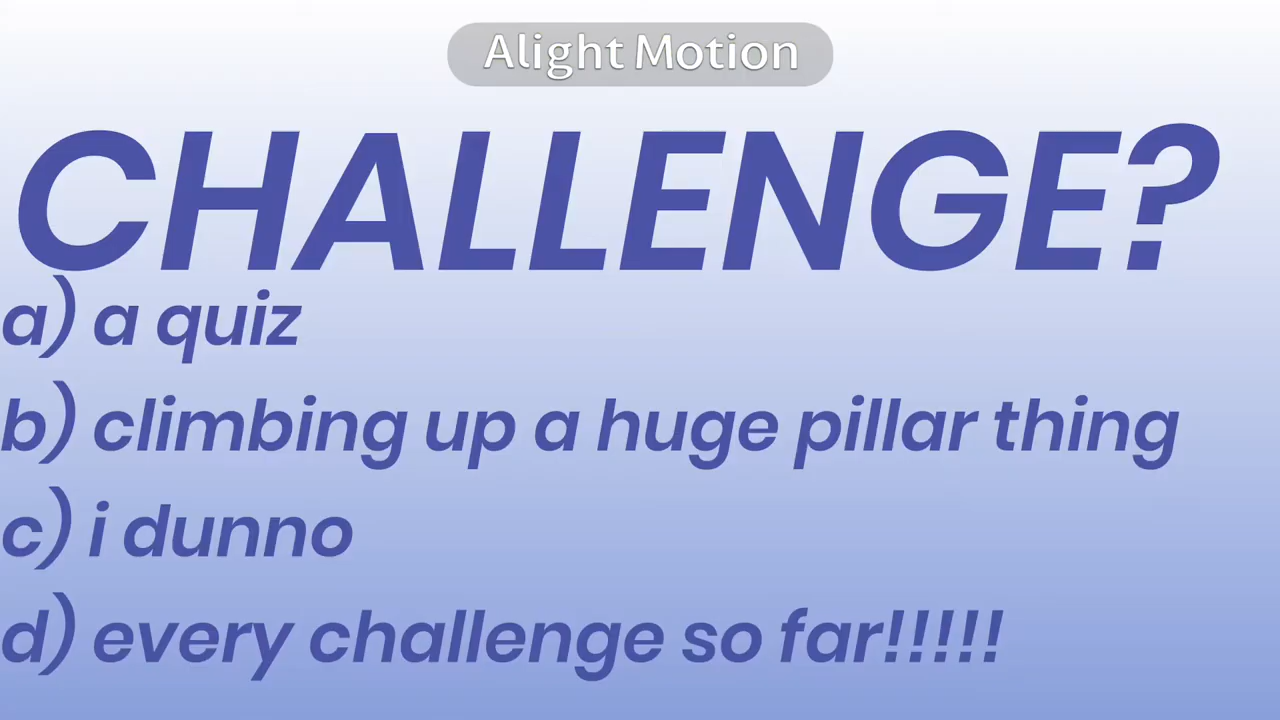 Alight Motion
CHALLENGE?
a) a quiz
b) climbing up a huge pillar thing
c) i dunno
d) every challenge so far!!!!!